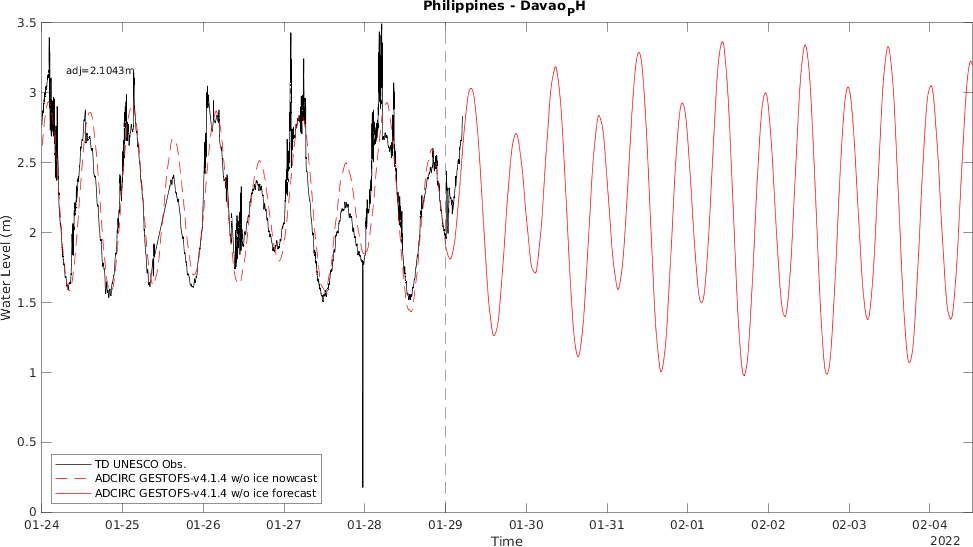 Philippines - DavaopH
3.5
adj=2.1043m
3
2.5
2
1.5
1
0.5
0
Water Level (m)
TD UNESCO Obs.
ADCIRC GESTOFS-v4.1.4 w/o ice nowcast
ADCIRC GESTOFS-v4.1.4 w/o ice forecast
01-24 01-25 01-26 01-27 01-28 01-29 01-30 01-31 02-01 02-02 02-03 02-04
Time
2022